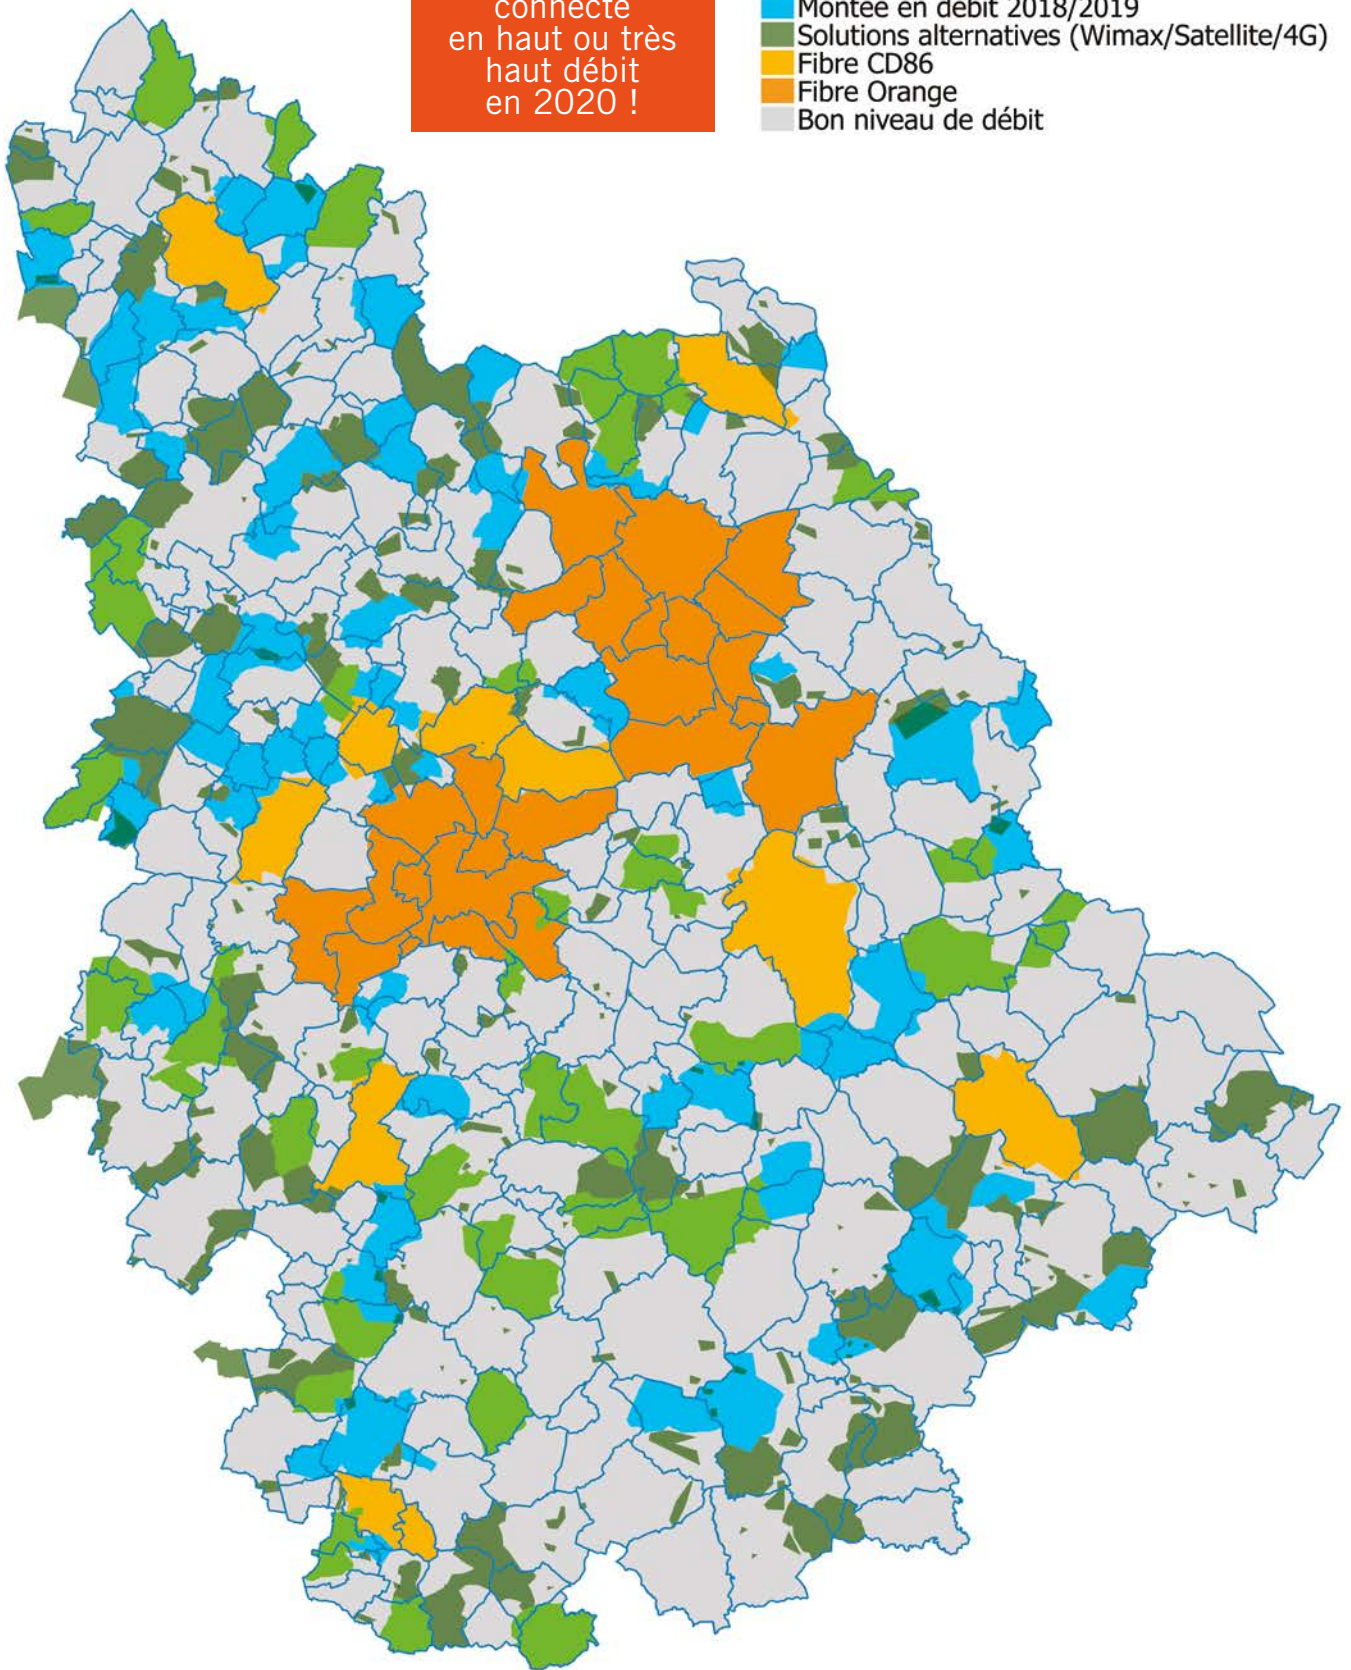 connecté
en haut ou très
haut débit
en 2020 !
Montée en débit 2018/2019
Solutions alternatives (Wimax/Satellite/4G)
Fibre CD86
Fibre Orange
Bon niveau de débit